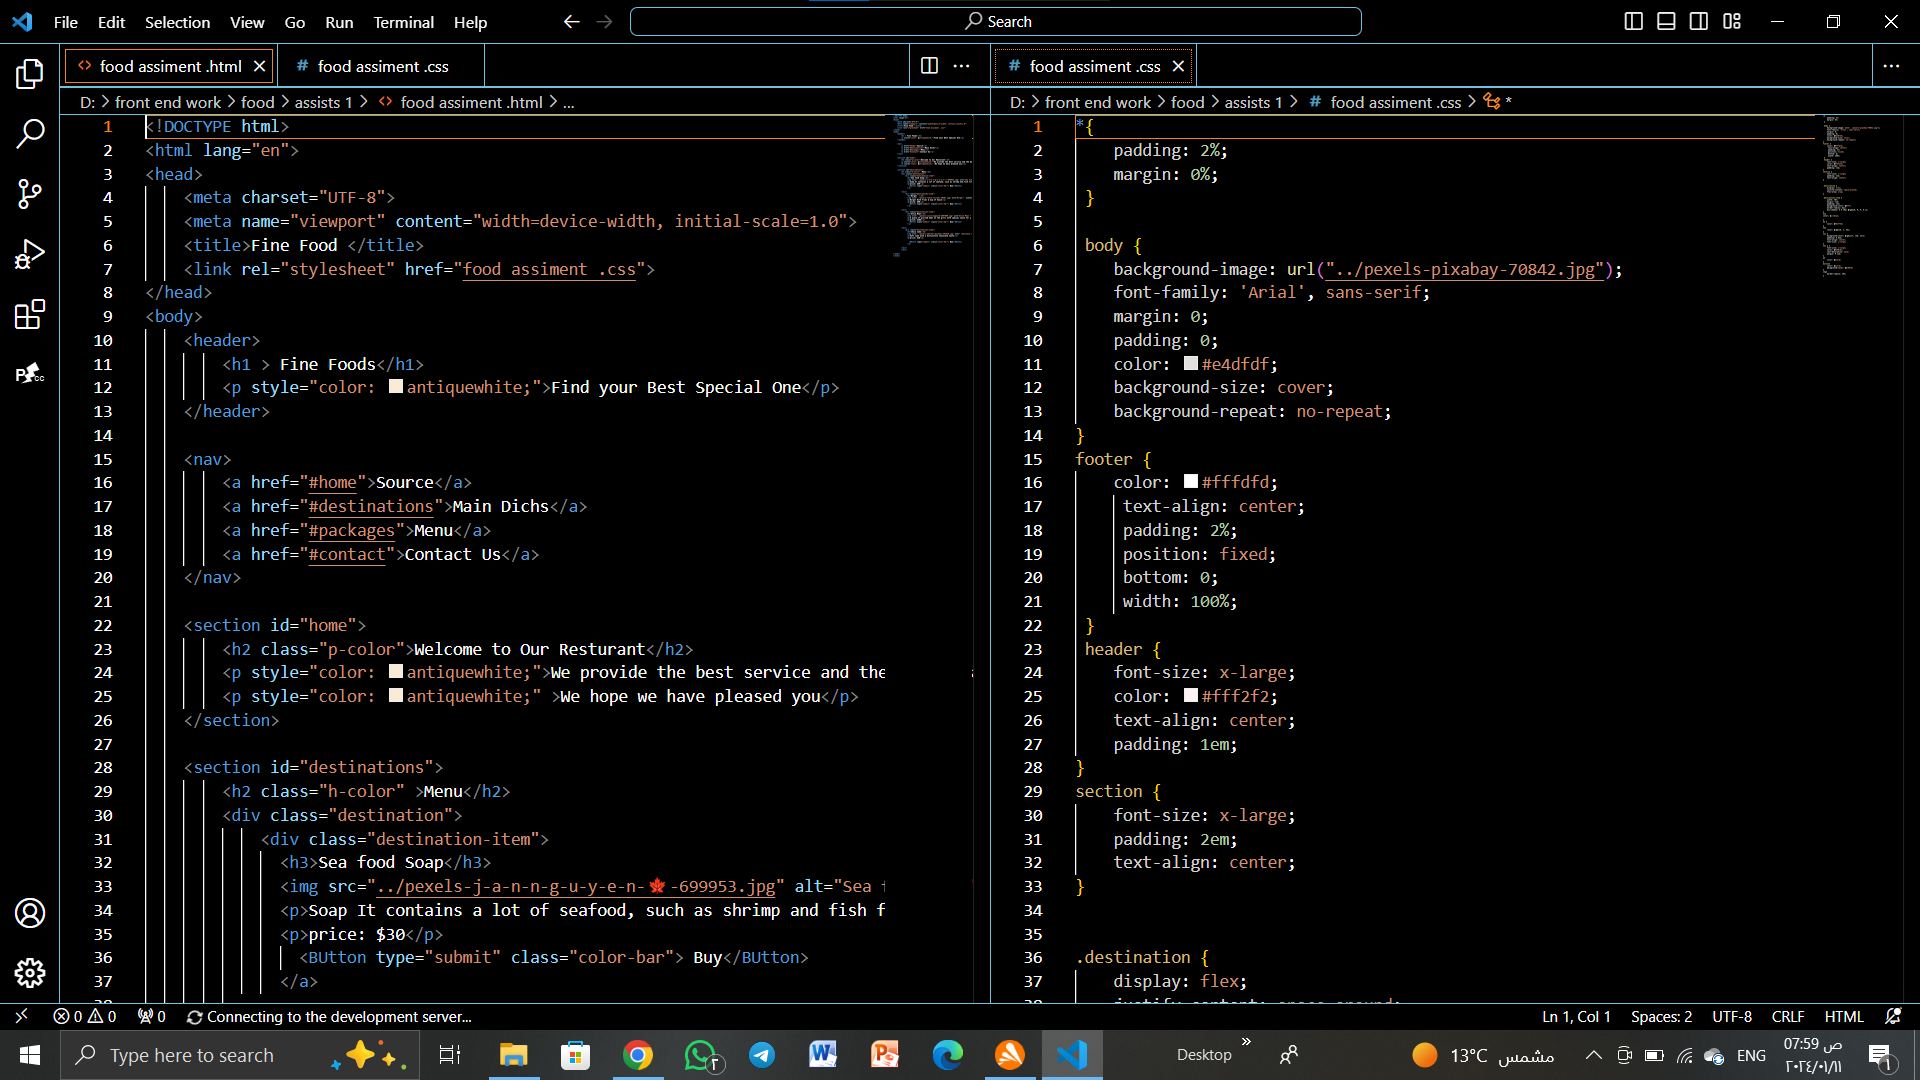 File Edit Selection View Go Run Terminal Help
Search
food assiment .html
food assiment .css
D: > front end work > food > assists 1 > food assiment .html > ...
1 <!DOCTYPE html>
2 <html lang="en">
3 <head>
4 <meta charset="UTF-8">
5 <meta name="viewport" content="width=device-width, initial-scale=1.0">
6 <title>Fine Food </title>
7 <link rel="stylesheet" href="food assiment .css">
8 </head>
9 <body>
10 <header>
11 <h1 > Fine Foods</h1>
12 <p style="color: antiquewhite;">Find your Best Special One</p>
13 </header>
14
15 <nav>
16 <a href="#home">Source</a>
17 <a href="#destinations">Main Dichs</a>
18 <a href="#packages">Menu</a>
19 <a href="#contact">Contact Us</a>
20 </nav>
21
22 <section id="home">
23 <h2 class="p-color">Welcome to Our Resturant</h2>
24 <p style="color: antiquewhite;">We provide the best service and the
25 <p style="color: antiquewhite;" >We hope we have pleased you</p>
26 </section>
27
28 <section id="destinations">
29 <h2 class="h-color" >Menu</h2>
30 <div class="destination">
31 <div class="destination-item">
32 <h3>Sea food Soap</h3>
33 <img src="../pexels-j-a-n-n-g-u-y-e-n-🍁-699953.jpg" alt="Sea f
34 <p>Soap It contains a lot of seafood, such as shrimp and fish f
35 <p>price: $30</p>
36 <BUtton type="submit" class="color-bar"> Buy</BUtton>
37 </a>
food assiment .css
D: > front end work > food > assists 1 > # food assiment .css > *
1 *{
2 padding: 2%;
3 margin: 0%;
4 }
5
6 body {
7 background-image: url("../pexels-pixabay-70842.jpg");
8 font-family: 'Arial', sans-serif;
9 margin: 0;
10 padding: 0;
11 color: #e4dfdf;
12 background-size: cover;
13 background-repeat: no-repeat;
14 }
15 footer {
16 color: #fffdfd;
17 text-align: center;
18 padding: 2%;
19 position: fixed;
20 bottom: 0;
21 width: 100%;
22 }
23 header {
24 font-size: x-large;
25 color: #fff2f2;
26 text-align: center;
27 padding: 1em;
28 }
29 section {
30 font-size: x-large;
31 padding: 2em;
32 text-align: center;
33 }
34
35
36 .destination {
37 display: flex;
0 0 0 Connecting to the development server...
Ln 1, Col 1 Spaces: 2 UTF-8 CRLF HTML
Type here to search
Desktop
13°C مشمس
ENG
07:59 ص
٢٠٢٤/٠١/١١